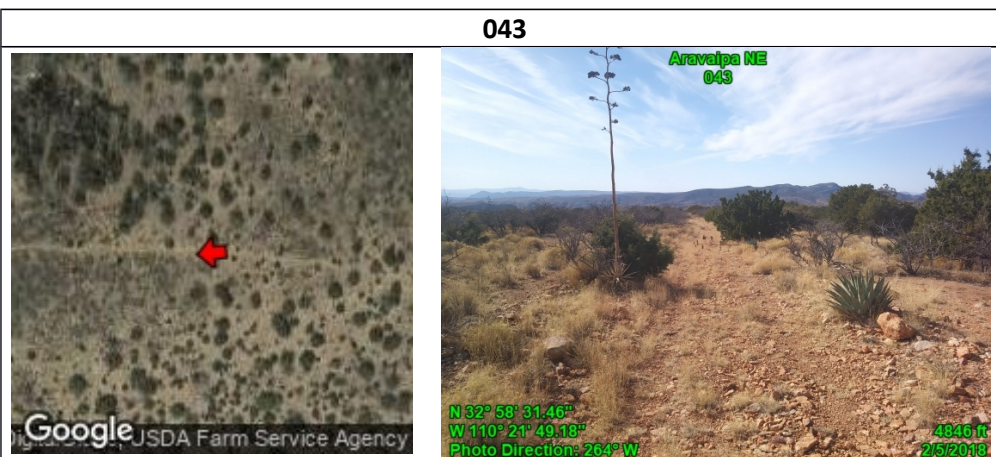 043
Aravaipa NE
043
N 32° 58' 31.46"
W 110° 21' 49.18"
Photo Direction: 264° W
4846 ft
2/5/2018
Google
USDA Farm Service Agency